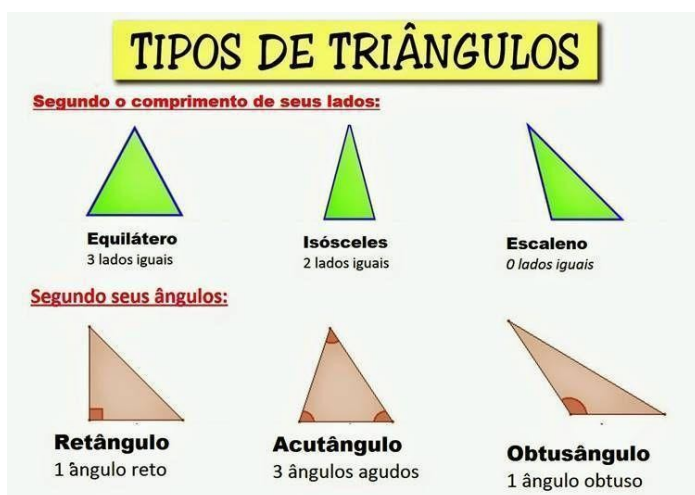 TIPOS DE TRIÂNGULOS
Segundo o comprimento de seus lados:
Equilátero
3 lados iguais
Isósceles
2 lados iguais
Escaleno
0 lados iguais
Segundo seus ângulos:
Retângulo
1 ângulo reto
Acutângulo
3 ângulos agudos
Obtusângulo
1 ângulo obtuso